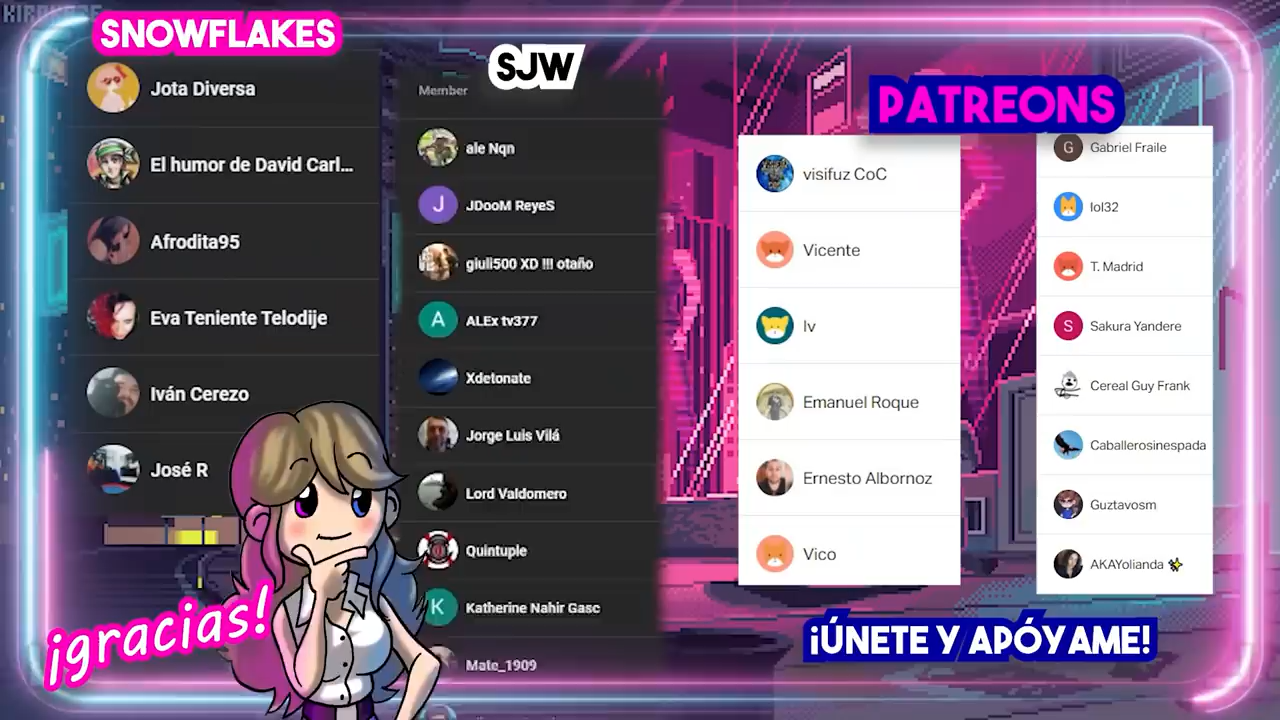 SNOWFLAKES
Jota Diversa
El humor de David Carl...
Afrodita95
Eva Teniente Telodije
Iván Cerezo
José R
¡gracias!
SJW
Member
ale Nqn
J
JDooM ReyeS
giuli500 XD !!! otaño
A
ALEx tv377
Xdetonate
Jorge Luis Vilá
Lord Valdomero
Quintuple
K
Katherine Nahir Gasc
Mate_1909
PATREONS
visifuz CoC
Vicente
Iv
Emanuel Roque
Ernesto Albornoz
Vico
G
Gabriel Fraile
lol32
T. Madrid
S
Sakura Yandere
Cereal Guy Frank
Caballerosinespada
Guztavosm
AKAYolianda ✨
¡ÚNETE Y APÓYAME!